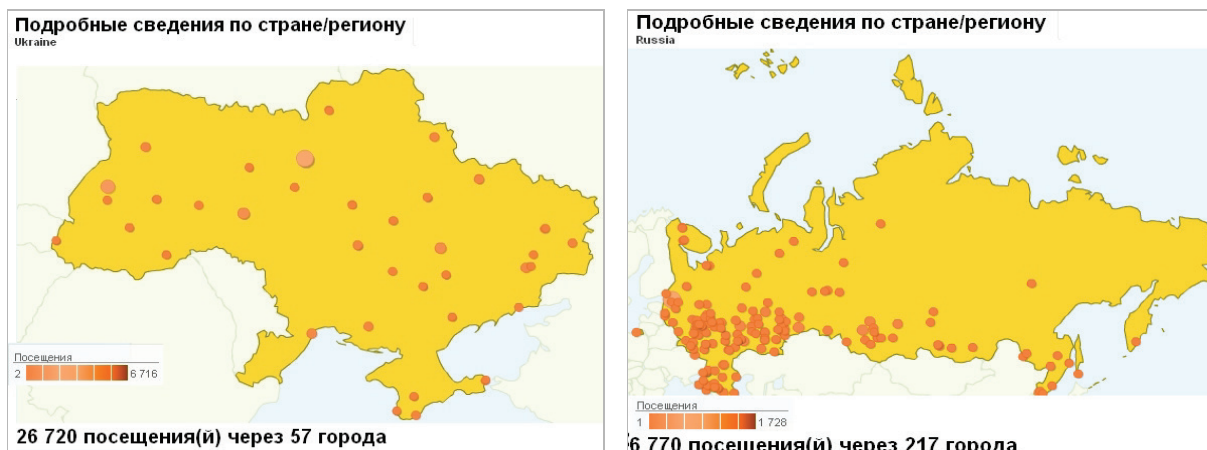 Подробные сведения по стране/региону
Ukraine
Посещения
2 6 716
26 720 посещения(й) через 57 города
Подробные сведения по стране/региону
Russia
Посещения
1 1 728
6 770 посещения(й) через 217 города